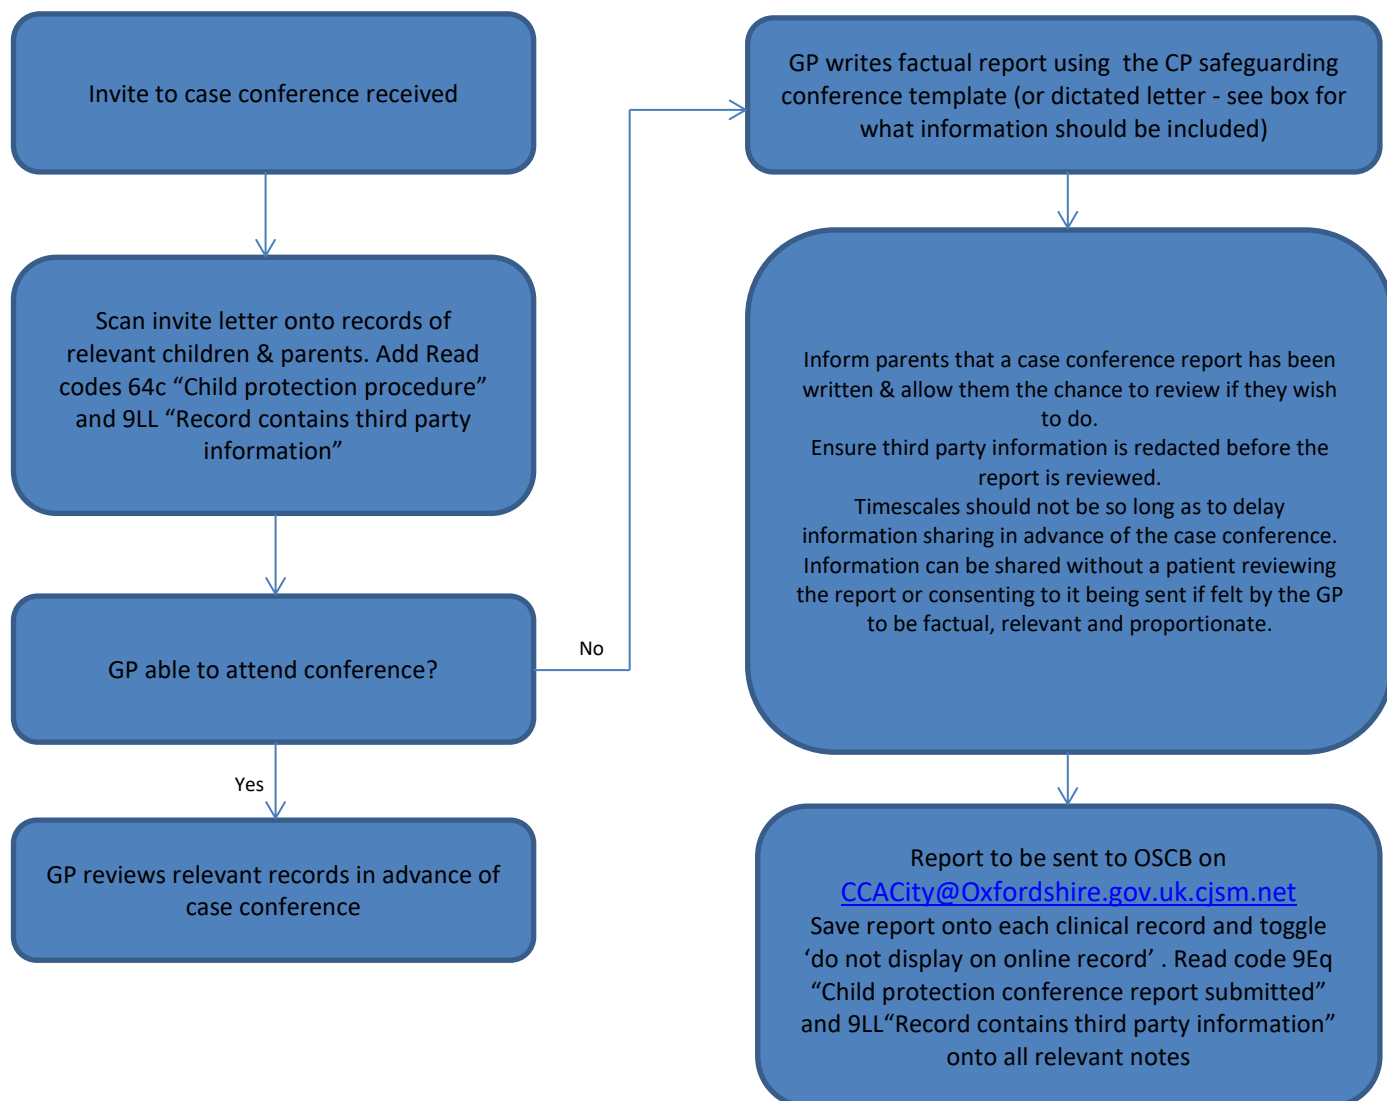 Invite to case conference received
Scan invite letter onto records of
relevant children & parents. Add Read
codes 64c “Child protection procedure”
and 9LL “Record contains third party
information”
GP able to attend conference?
No
Yes
GP reviews relevant records in advance of
case conference
GP writes factual report using  the CP safeguarding
conference template (or dictated letter - see box for
what information should be included)
Inform parents that a case conference report has been
written & allow them the chance to review if they wish
to do.
Ensure third party information is redacted before the
report is reviewed.
Timescales should not be so long as to delay
information sharing in advance of the case conference.
Information can be shared without a patient reviewing
the report or consenting to it being sent if felt by the GP
to be factual, relevant and proportionate.
Report to be sent to OSCB on
CCACity@Oxfordshire.gov.uk.cjsm.net
Save report onto each clinical record and toggle
‘do not display on online record’ . Read code 9Eq
“Child protection conference report submitted”
and 9LL“Record contains third party information”
onto all relevant notes